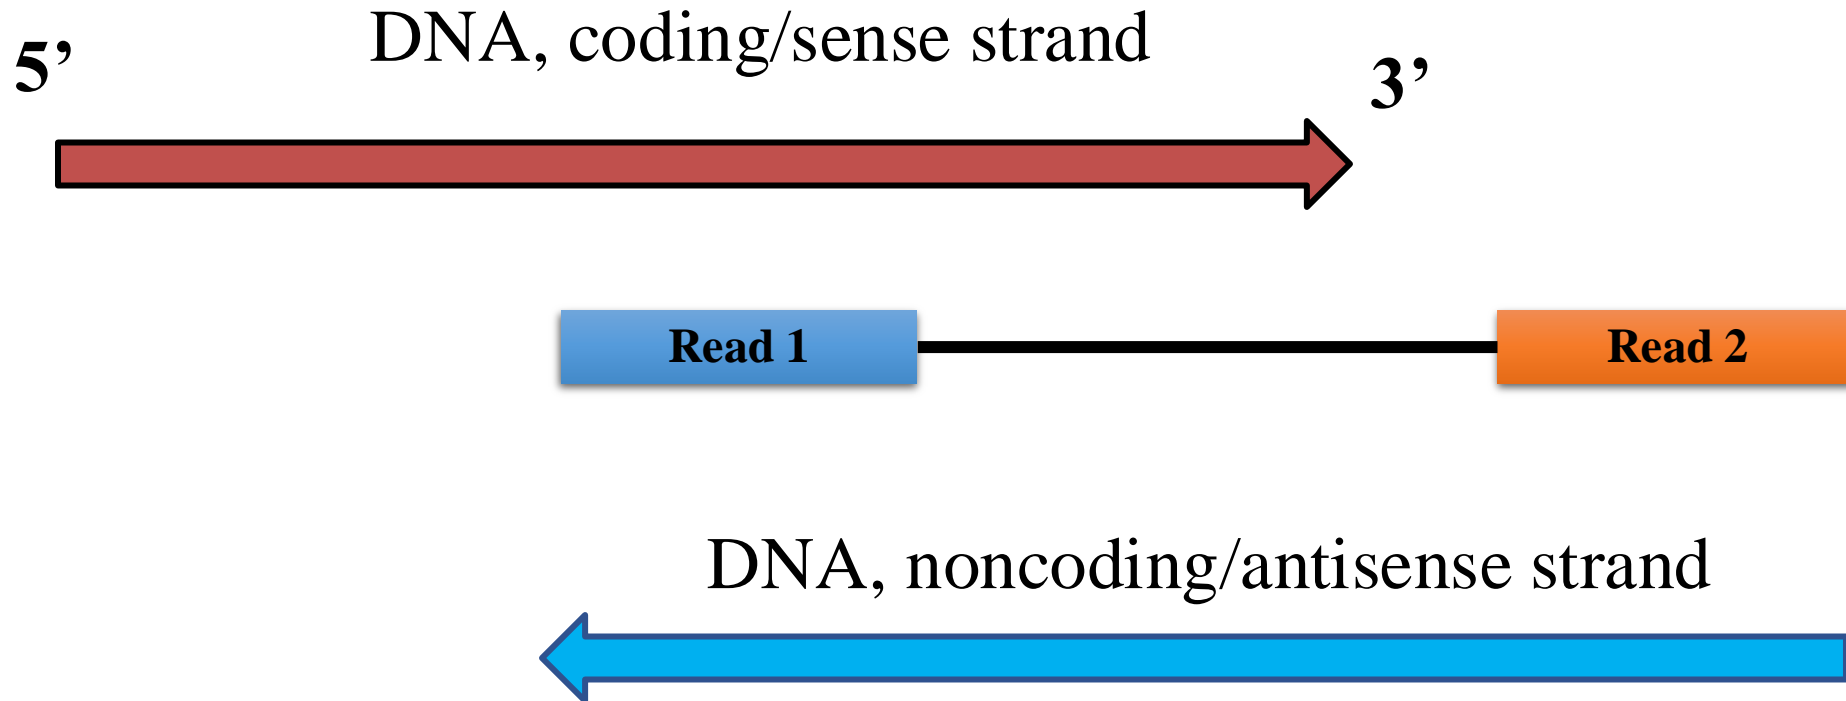 DNA, coding/sense strand
5’
3’
Read 1
Read 2
DNA, noncoding/antisense strand